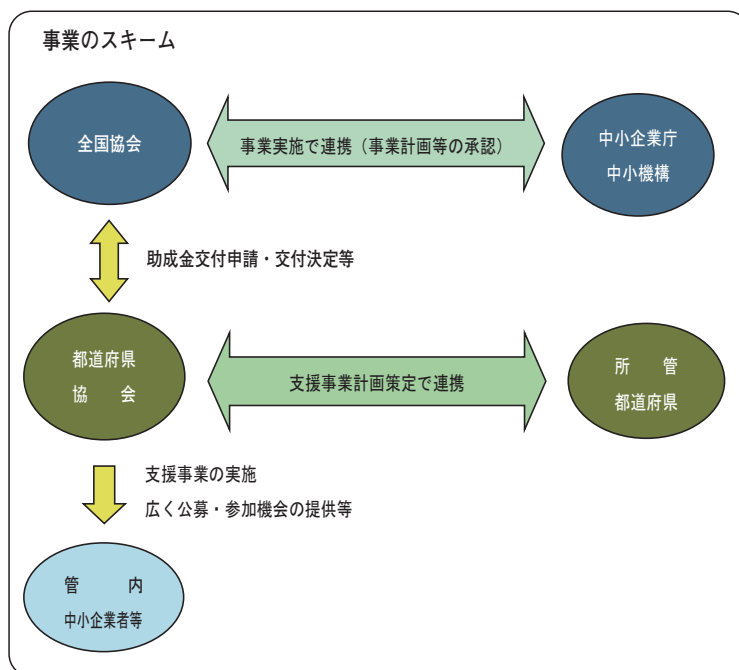 事業のスキーム
全国協会
事業実施で連携（事業計画等の承認）
中小企業庁
中小機構
助成金交付申請・交付決定等
都道府県
協　会
支援事業計画策定で連携
所　管
都道府県
支援事業の実施
広く公募・参加機会の提供等
管　内
中小企業者等